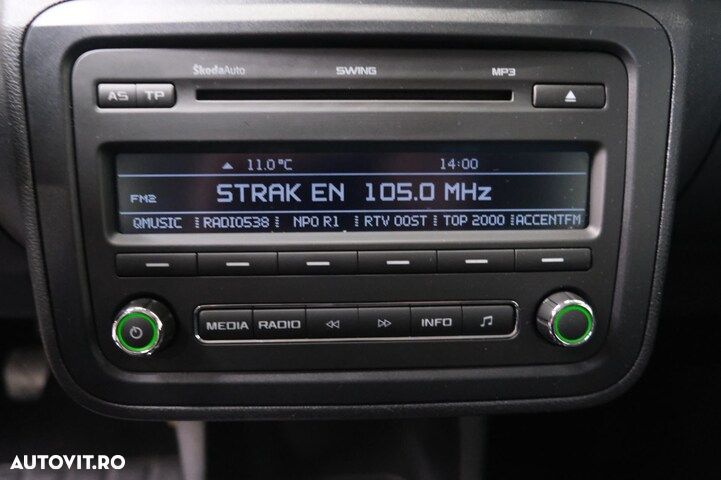 ŠkodaAuto SWING MP3
AS TP
11.0 °C 14:00
FM2 STRAK EN 105.0 MHz
QMUSIC RADIO538 NPO R1 RTV OOST TOP 2000 ACCENTFM
MEDIA RADIO INFO
AUTOVIT.RO